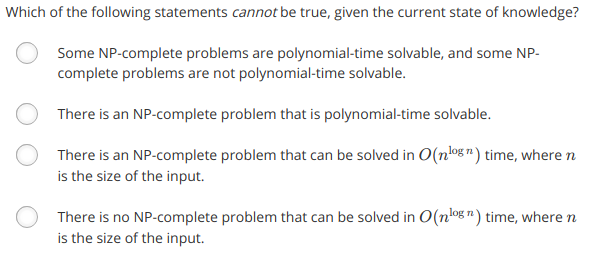 Which of the following statements cannot be true, given the current state of knowledge?
Some NP-complete problems are polynomial-time solvable, and some NP-
complete problems are not polynomial-time solvable.
There is an NP-complete problem that is polynomial-time solvable.
There is an NP-complete problem that can be solved in O(n^{log n}) time, where n
is the size of the input.
There is no NP-complete problem that can be solved in O(n^{log n}) time, where n
is the size of the input.